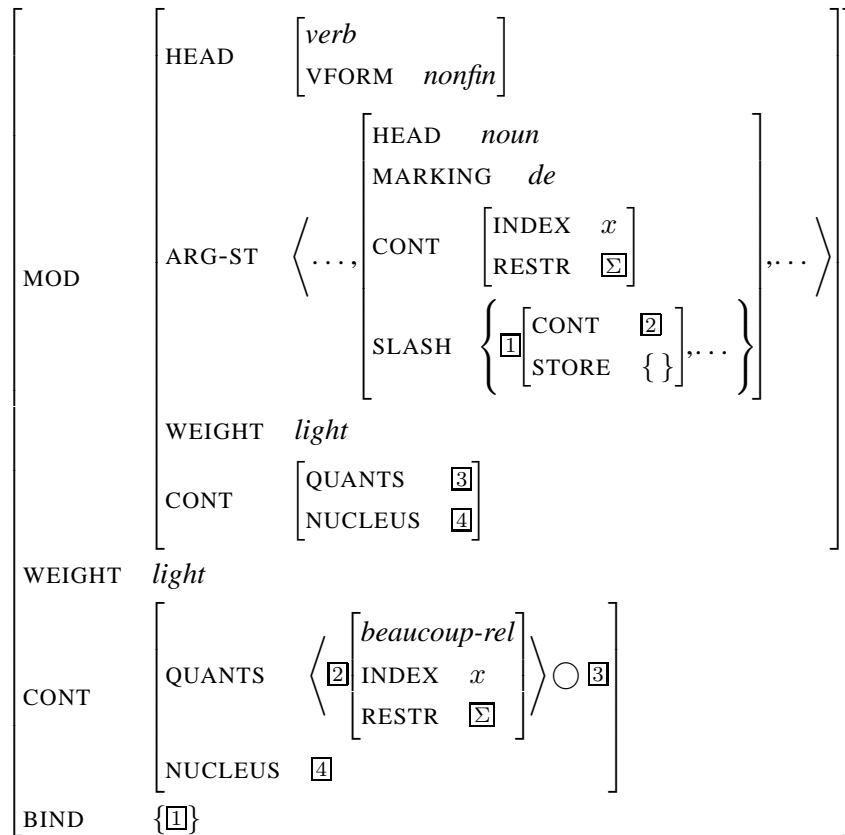 HEAD [verb
VFORM nonfin]
HEAD noun
MARKING de
INDEX x
CONT
RESTR Σ
MOD ARG-ST ⟨ . . . , , . . . ⟩
SLASH { 1 [CONT 2
STORE { }] , . . . }
WEIGHT light
CONT [QUANTS 3
NUCLEUS 4]
WEIGHT light
beaucoup-rel
QUANTS ⟨ 2 INDEX x ⟩ ◯ 3
RESTR Σ
CONT
NUCLEUS 4
BIND {1}